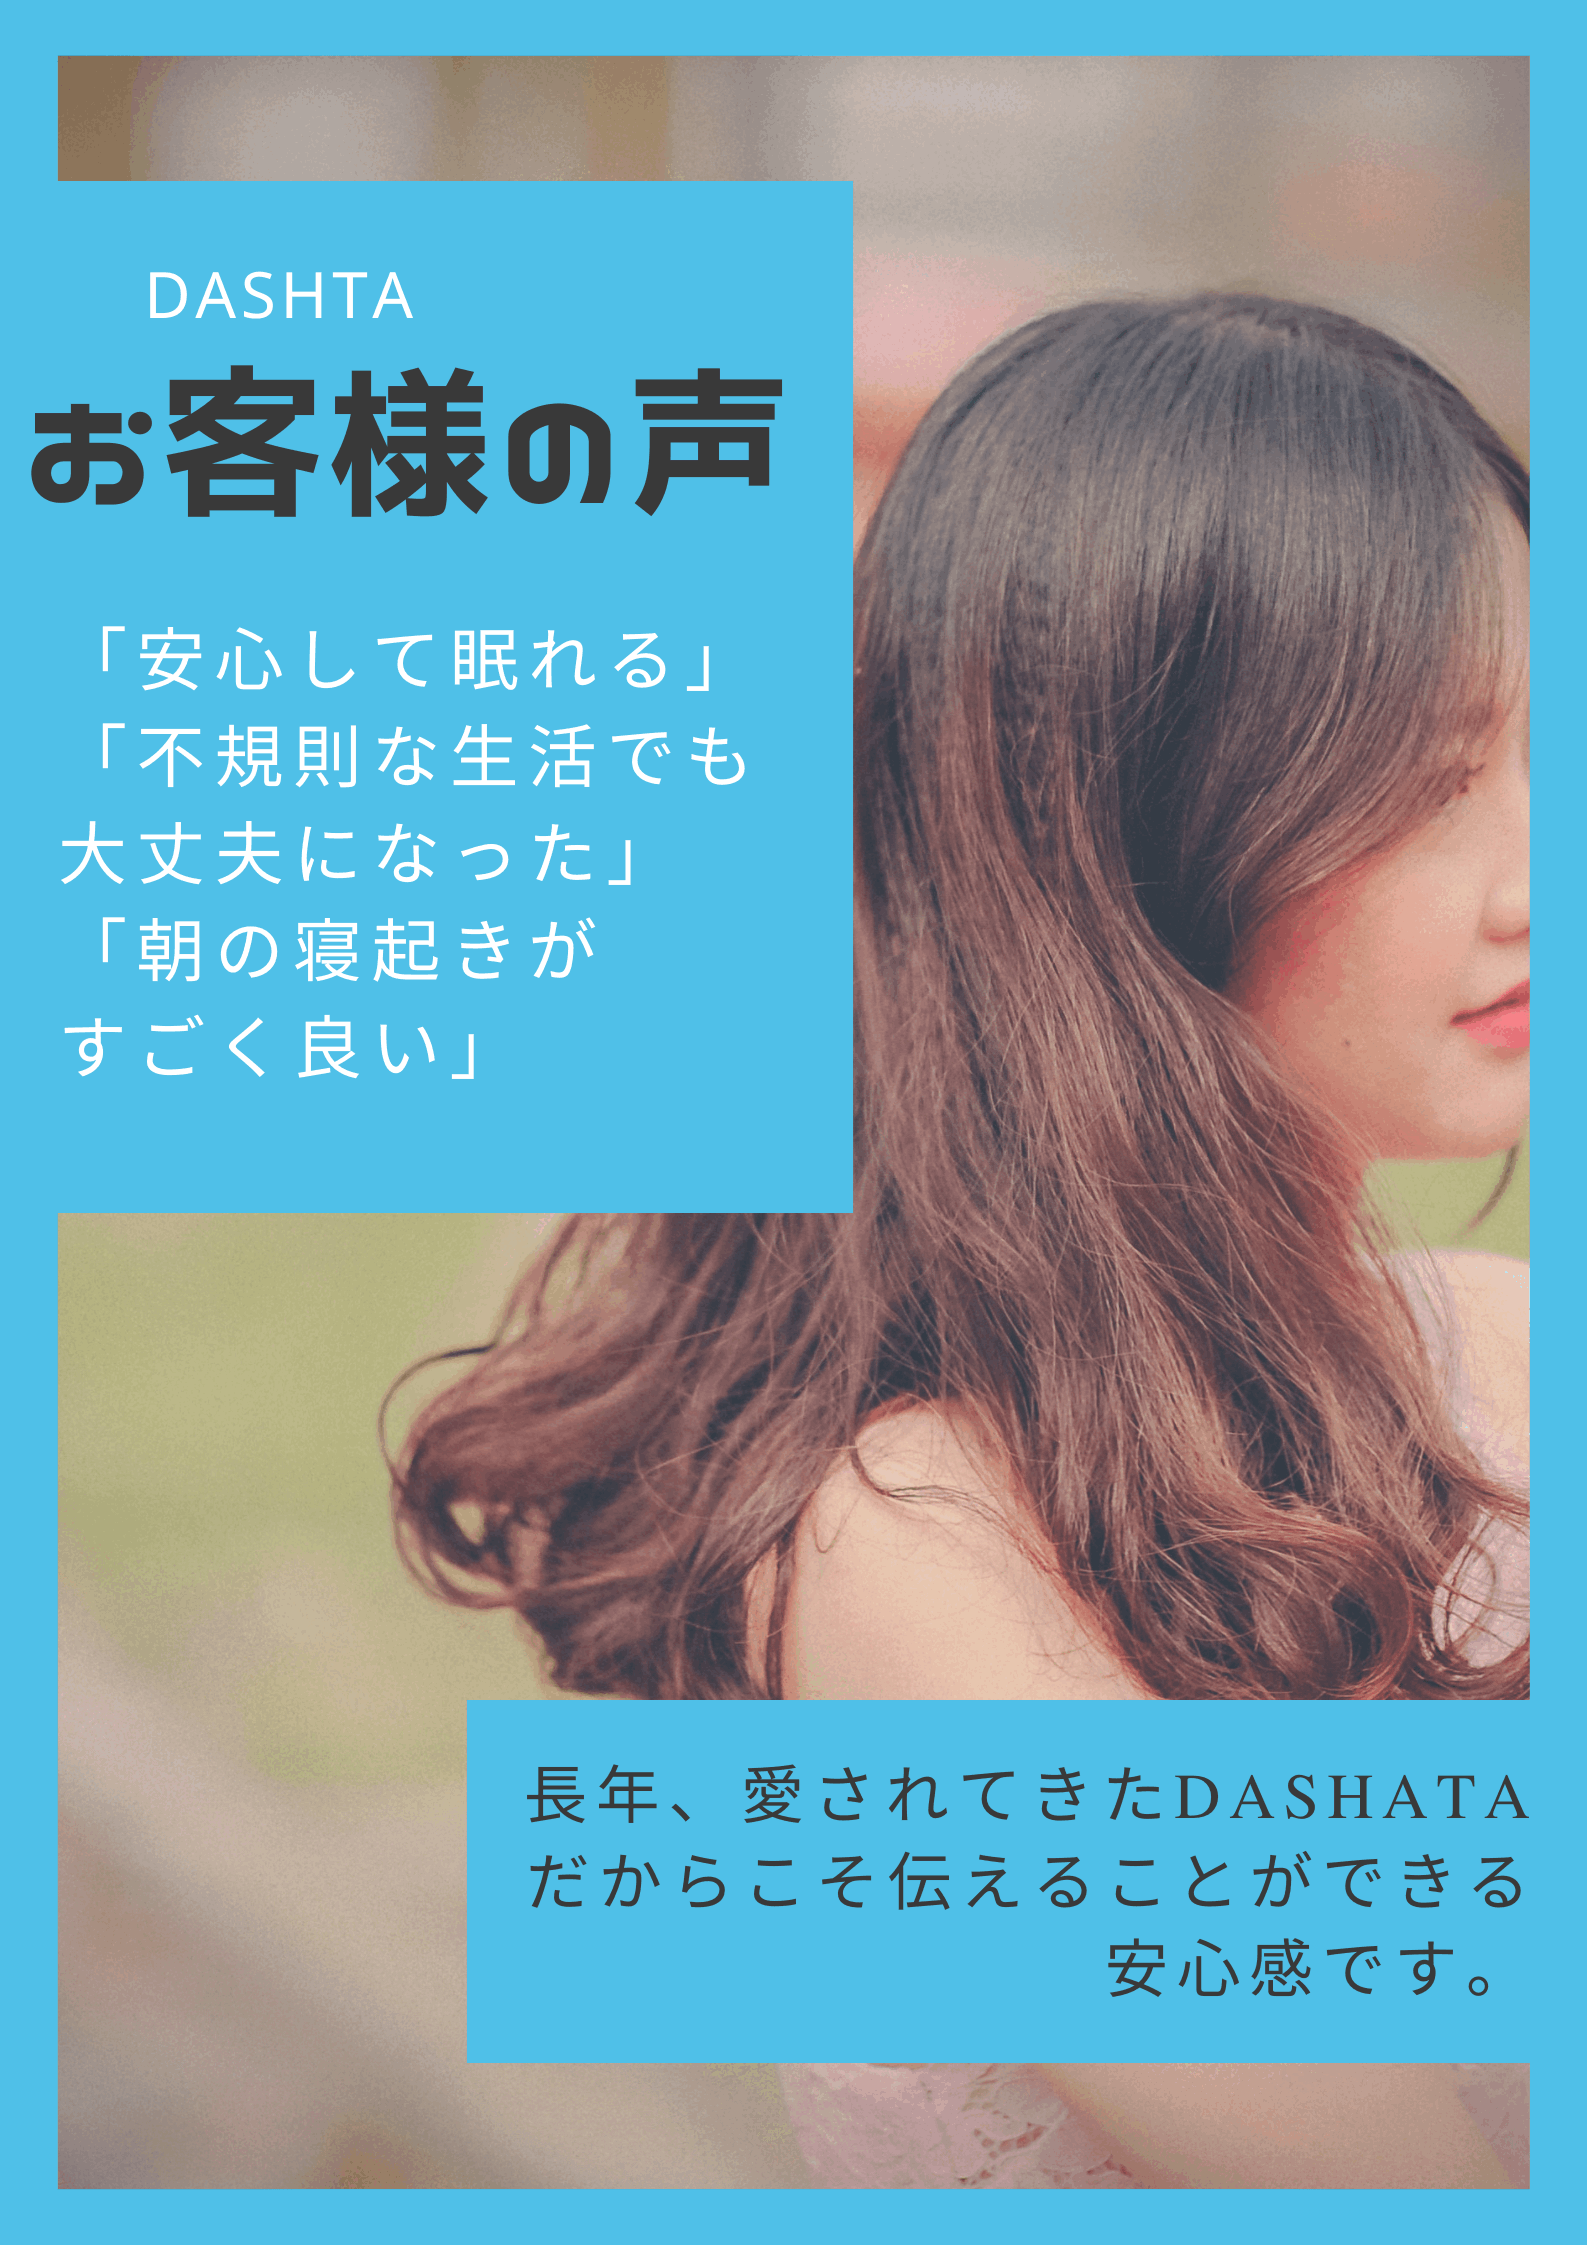 DASHTA
お客様の声
「安心して眠れる」
「不規則な生活でも
大丈夫になった」
「朝の寝起きが
すごく良い」
長年、愛されてきたDASHATA
だからこそ伝えることができる
安心感です。